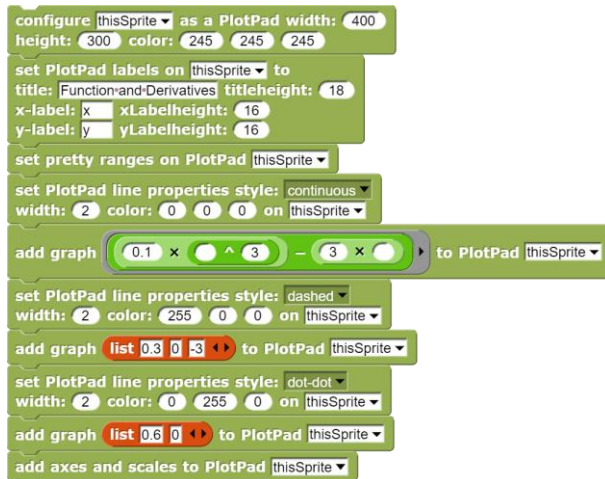 configure thisSprite as a PlotPad width: 400
height: 300 color: 245 245 245
set PlotPad labels on thisSprite to
title: Function and Derivatives titleheight: 18
x-label: x xLabelheight: 16
y-label: y yLabelheight: 16
set pretty ranges on PlotPad thisSprite
set PlotPad line properties style: continuous
width: 2 color: 0 0 0 on thisSprite
add graph 0.1 × ^ 3 − 3 × to PlotPad thisSprite
set PlotPad line properties style: dashed
width: 2 color: 255 0 0 on thisSprite
add graph list 0.3 0 -3 to PlotPad thisSprite
set PlotPad line properties style: dot-dot
width: 2 color: 0 255 0 on thisSprite
add graph list 0.6 0 to PlotPad thisSprite
add axes and scales to PlotPad thisSprite